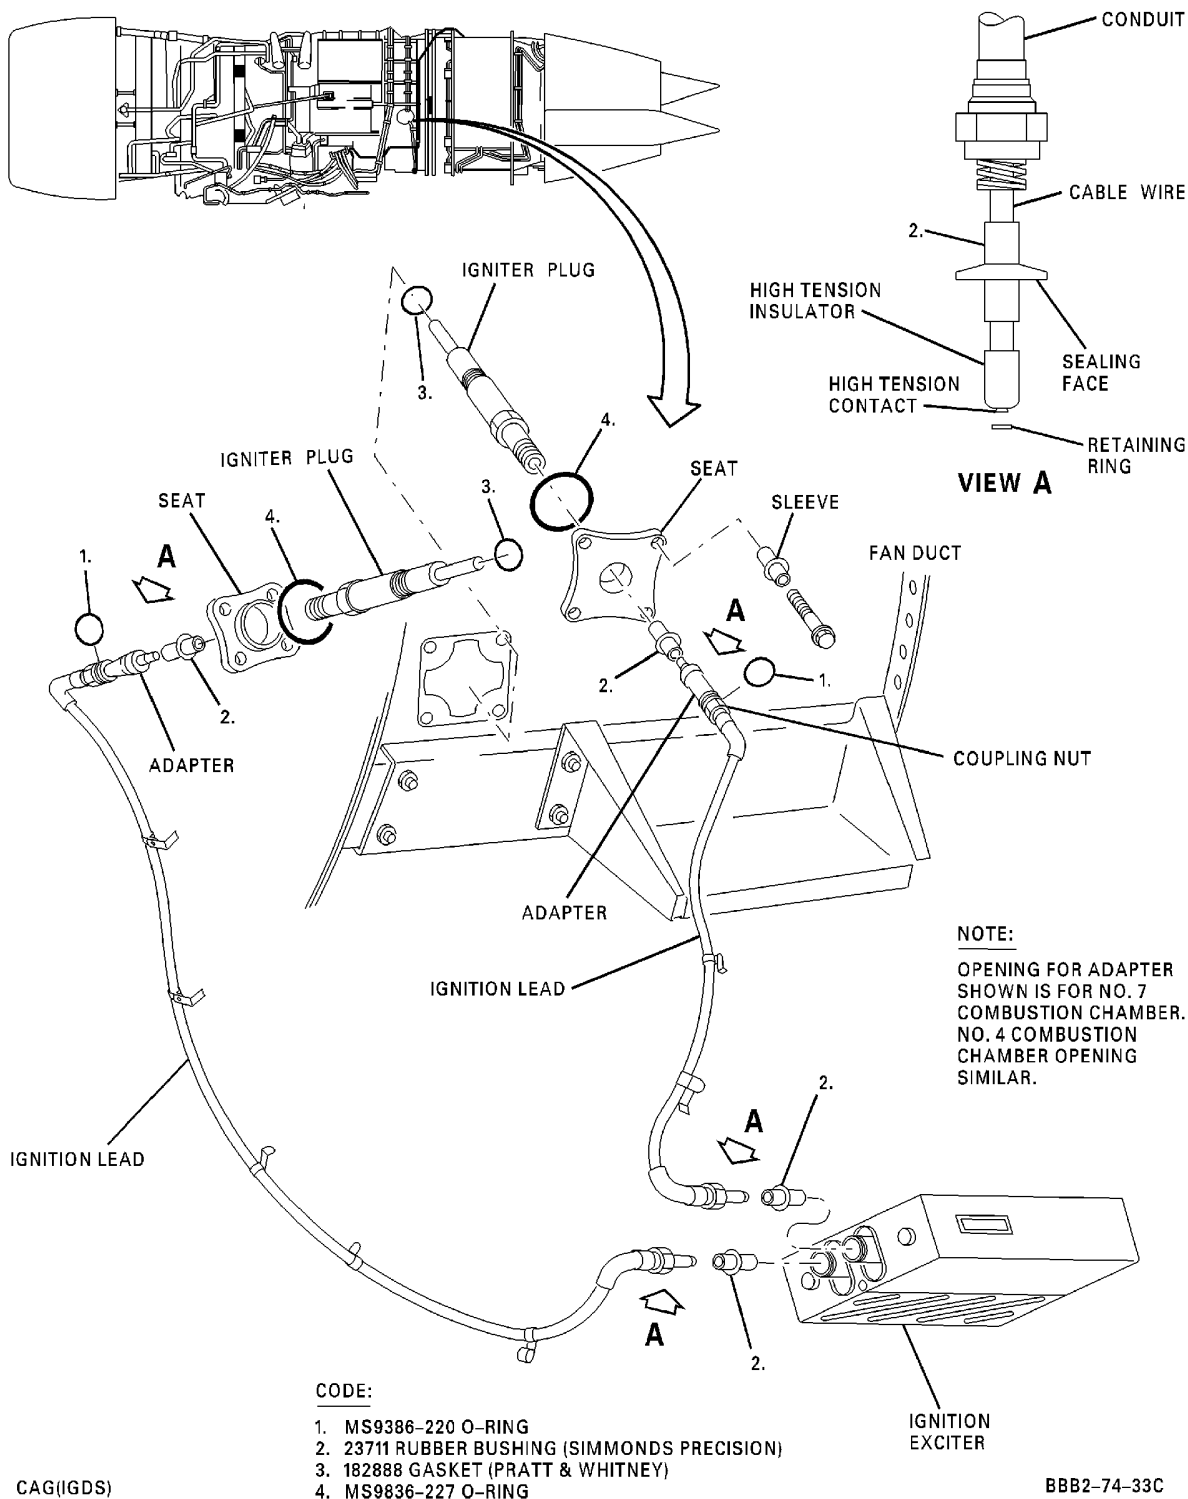 CONDUIT
CABLE WIRE
2.
IGNITER PLUG
HIGH TENSION
INSULATOR
SEALING
FACE
HIGH TENSION
CONTACT
3.
4.
RETAINING
RING
VIEW A
IGNITER PLUG
SEAT
SEAT
3.
SLEEVE
4.
1.
A
FAN DUCT
A
2.
1.
2.
ADAPTER
COUPLING NUT
ADAPTER
NOTE:
OPENING FOR ADAPTER
SHOWN IS FOR NO. 7
COMBUSTION CHAMBER.
NO. 4 COMBUSTION
CHAMBER OPENING
SIMILAR.
IGNITION LEAD
2.
A
IGNITION LEAD
A
2.
IGNITION
EXCITER
CODE:
1. MS9386-220 O-RING
2. 23711 RUBBER BUSHING (SIMMONDS PRECISION)
3. 182888 GASKET (PRATT & WHITNEY)
4. MS9836-227 O-RING
CAG(IGDS)
BBB2-74-33C